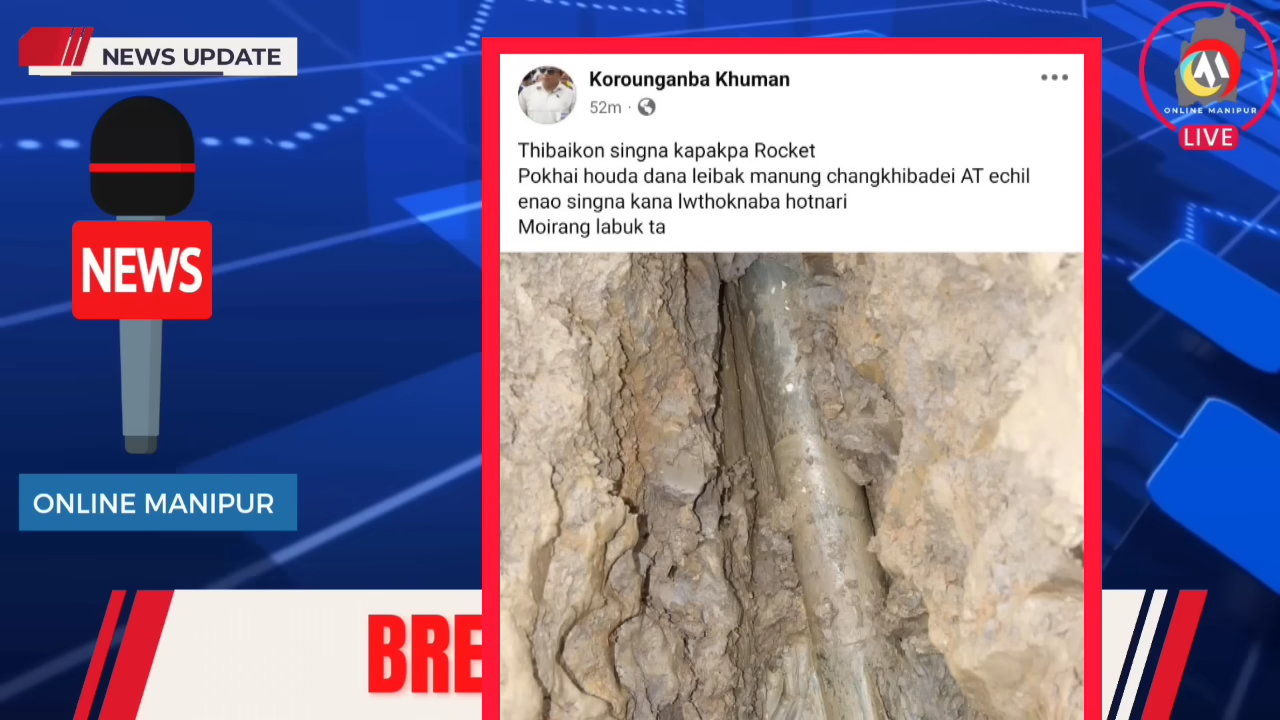 NEWS UPDATE
NEWS
ONLINE MANIPUR
Korounganba Khuman
52m ·
Thibaikon singna kapakpa Rocket
Pokhai houda dana leibak manung changkhibadei AT echil
enao singna kana lwthoknaba hotnari
Moirang labuk ta
ONLINE MANIPUR
LIVE
BRE